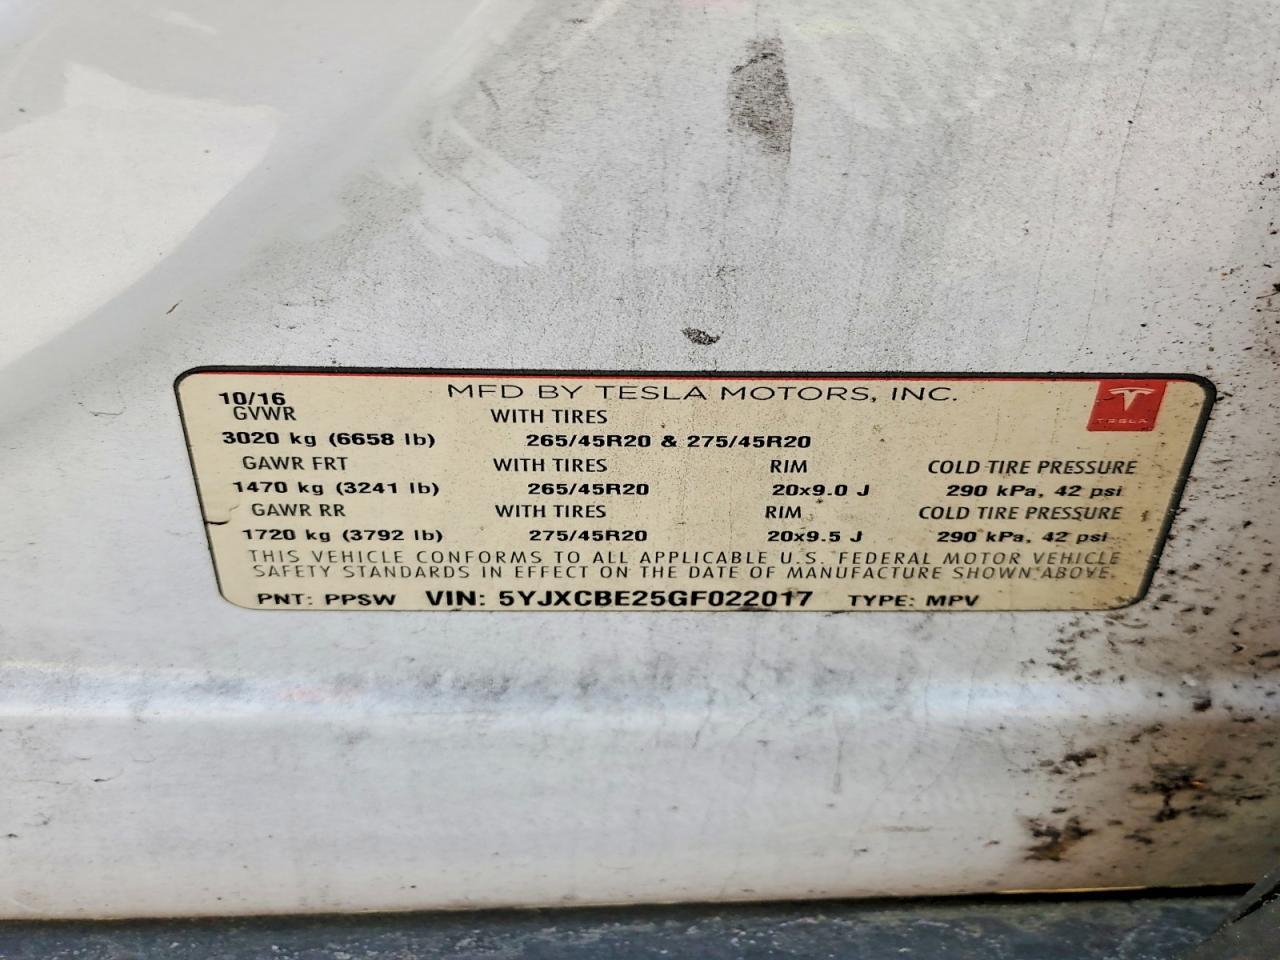 10/16 MFD BY TESLA MOTORS, INC.
GVWR WITH TIRES
3020 kg (6658 lb) 265/45R20 & 275/45R20
GAWR FRT WITH TIRES RIM COLD TIRE PRESSURE
1470 kg (3241 lb) 265/45R20 20x9.0 J 290 kPa, 42 psi
GAWR RR WITH TIRES RIM COLD TIRE PRESSURE
1720 kg (3792 lb) 275/45R20 20x9.5 J 290 kPa, 42 psi
THIS VEHICLE CONFORMS TO ALL APPLICABLE U.S. FEDERAL MOTOR VEHICLE
SAFETY STANDARDS IN EFFECT ON THE DATE OF MANUFACTURE SHOWN ABOVE.
PNT: PPSW VIN: 5YJXCBE25GF022017 TYPE: MPV
TESLA